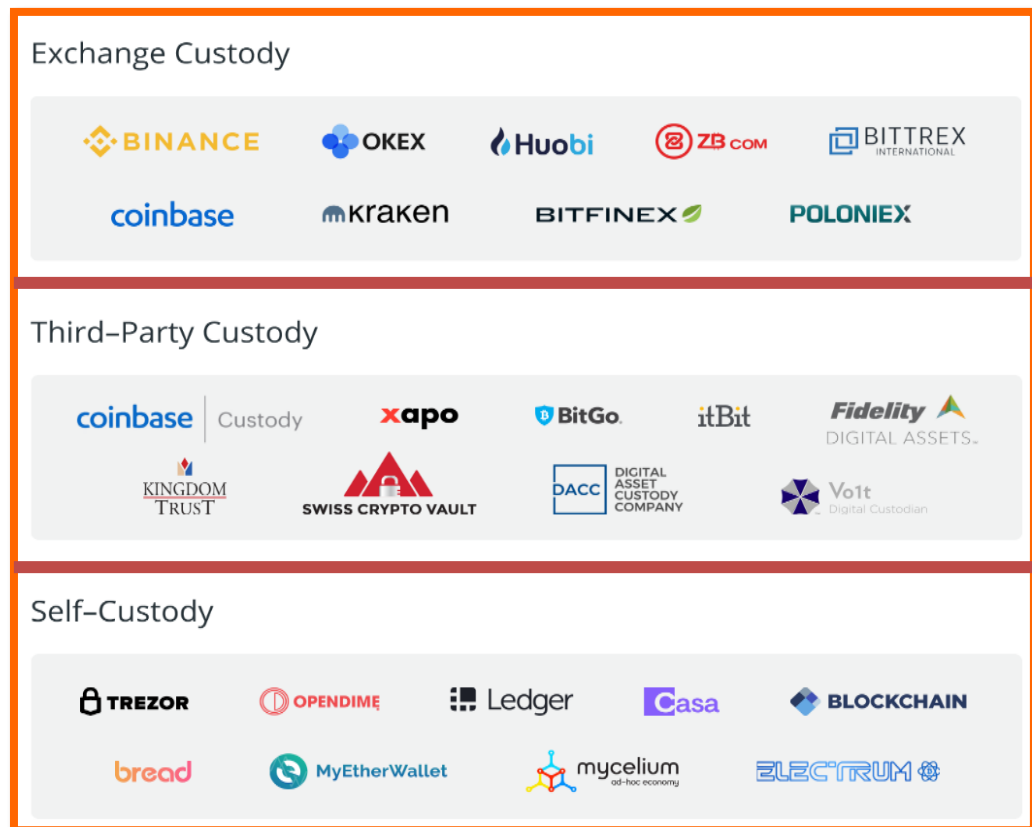 Exchange Custody
BINANCE OKEX Huobi ZB.COM BITTREX
INTERNATIONAL
coinbase kraken BITFINEX POLONIEX
Third–Party Custody
coinbase Custody xapo BitGo. itBit Fidelity
DIGITAL ASSETS℠
KINGDOM
TRUST
SWISS CRYPTO VAULT
DACC DIGITAL
ASSET
CUSTODY
COMPANY
Vo1t
Digital Custodian
Self–Custody
TREZOR OPENDIME Ledger Casa BLOCKCHAIN
bread MyEtherWallet mycelium
ad-hoc economy
ELECTRUM